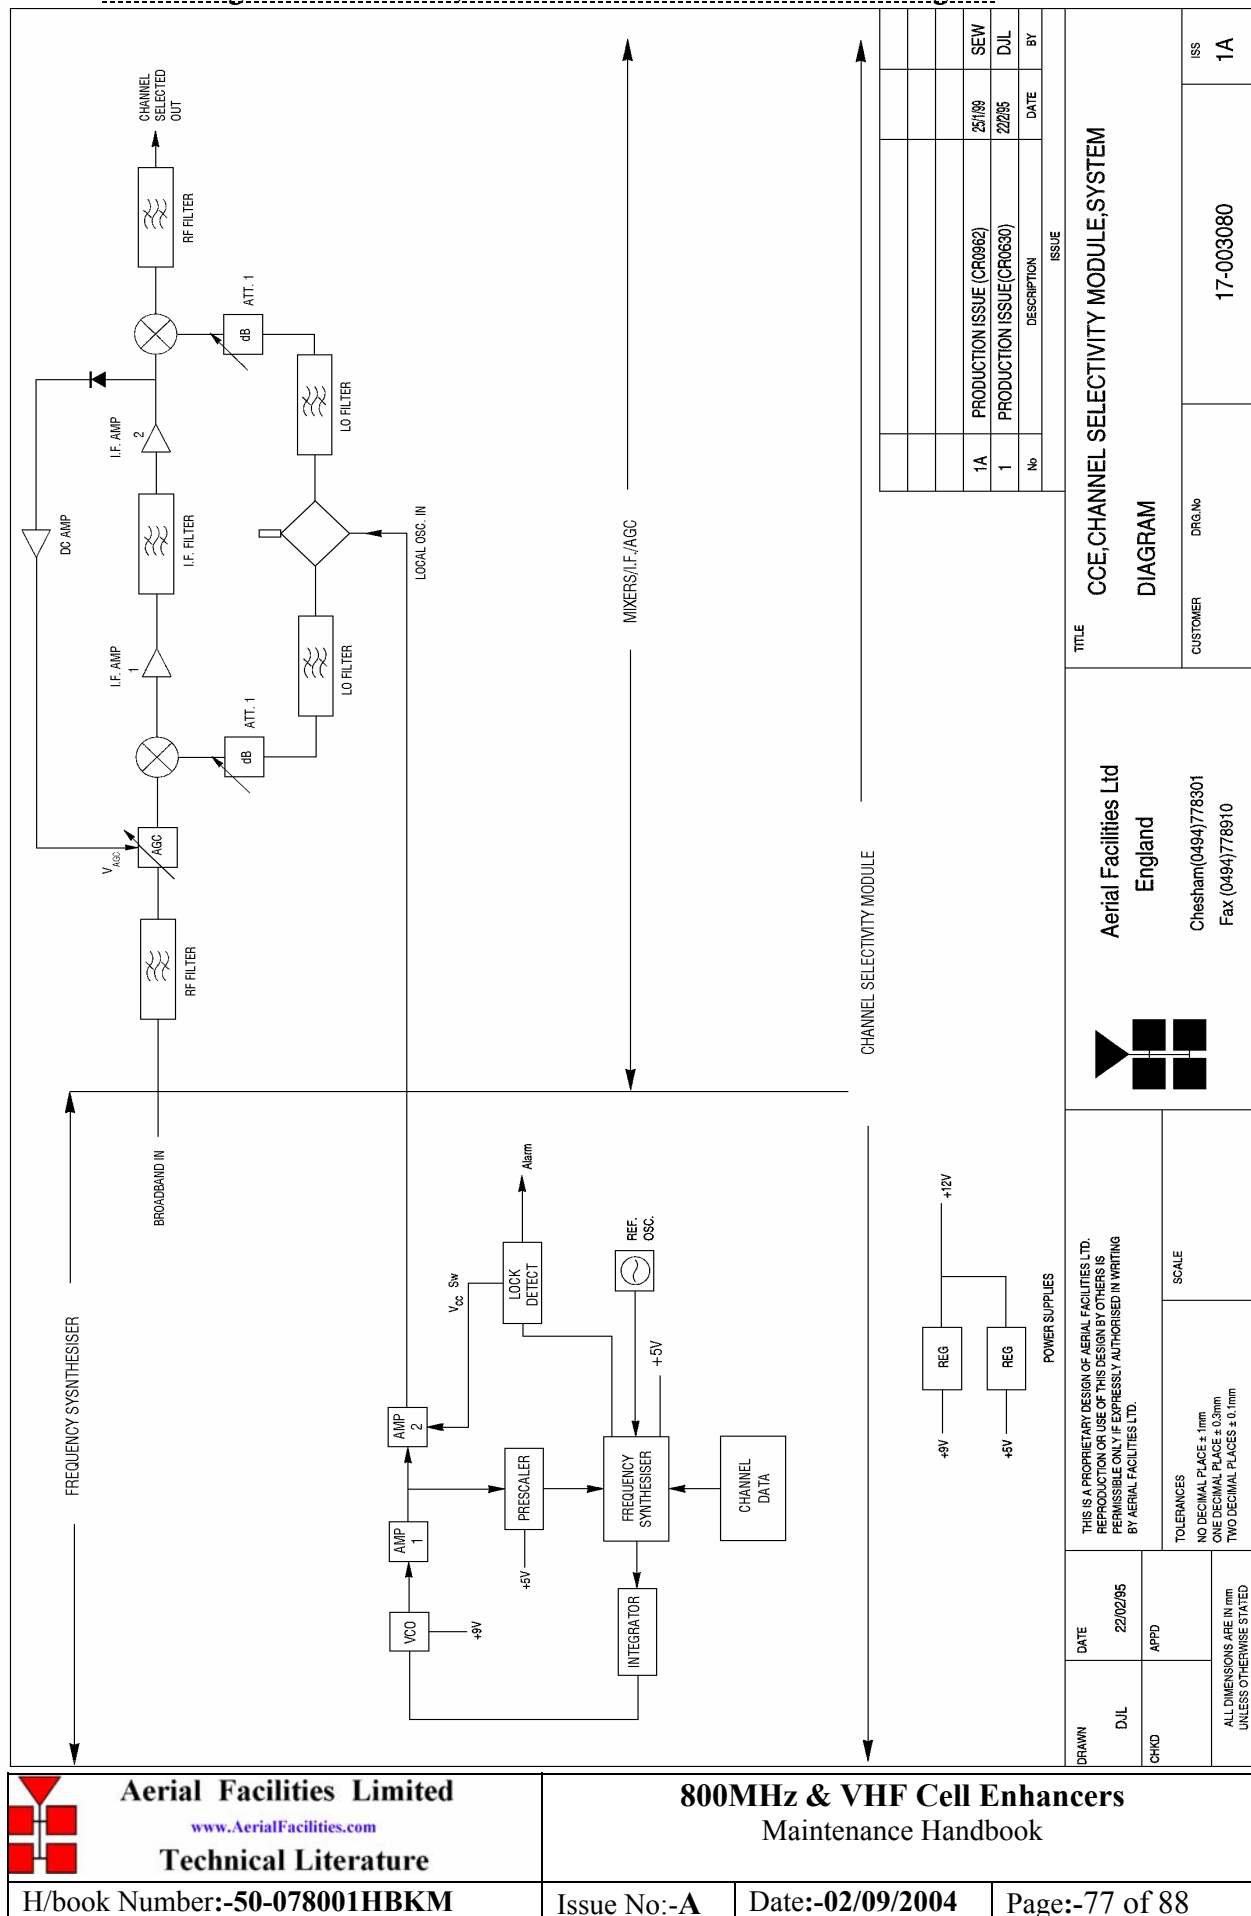 CHANNEL
SELECTED
OUT
RF FILTER
ATT. 1
dB
LO FILTER
I.F. AMP
2
DC AMP
I.F. FILTER
LOCAL OSC. IN
I.F. AMP
1
LO FILTER
ATT. 1
dB
VAGC
AGC
RF FILTER
BROADBAND IN
MIXERS/I.F./AGC
CHANNEL SELECTIVITY MODULE
FREQUENCY SYSNTHESISER
Alarm
LOCK
DETECT
Vcc Sw
REF.
OSC.
+5V
AMP
2
AMP
1
PRESCALER
+5V
FREQUENCY
SYNTHESISER
CHANNEL
DATA
VCO
+9V
INTEGRATOR
+12V
REG
REG
+9V
+5V
POWER SUPPLIES
1A PRODUCTION ISSUE (CR0962) 25/1/99 SEW
1 PRODUCTION ISSUE(CR0630) 22/2/95 DJL
No DESCRIPTION DATE BY
ISSUE
TITLE
CCE,CHANNEL SELECTIVITY MODULE,SYSTEM
DIAGRAM
CUSTOMER
DRG.No
17-003080
ISS
1A
Aerial Facilities Ltd
England
Chesham(0494)778301
Fax (0494)778910
THIS IS A PROPRIETARY DESIGN OF AERIAL FACILITIES LTD.
REPRODUCTION OR USE OF THIS DESIGN BY OTHERS IS
PERMISSIBLE ONLY IF EXPRESSLY AUTHORISED IN WRITING
BY AERIAL FACILITIES LTD.
TOLERANCES
NO DECIMAL PLACE ± 1mm
ONE DECIMAL PLACE ± 0.3mm
TWO DECIMAL PLACES ± 0.1mm
SCALE
DRAWN
DJL
DATE
22/02/95
CHKD
APPD
ALL DIMENSIONS ARE IN mm
UNLESS OTHERWISE STATED
Aerial Facilities Limited
www.AerialFacilities.com
Technical Literature
800MHz & VHF Cell Enhancers
Maintenance Handbook
H/book Number:-50-078001HBKM
Issue No:-A
Date:-02/09/2004
Page:-77 of 88